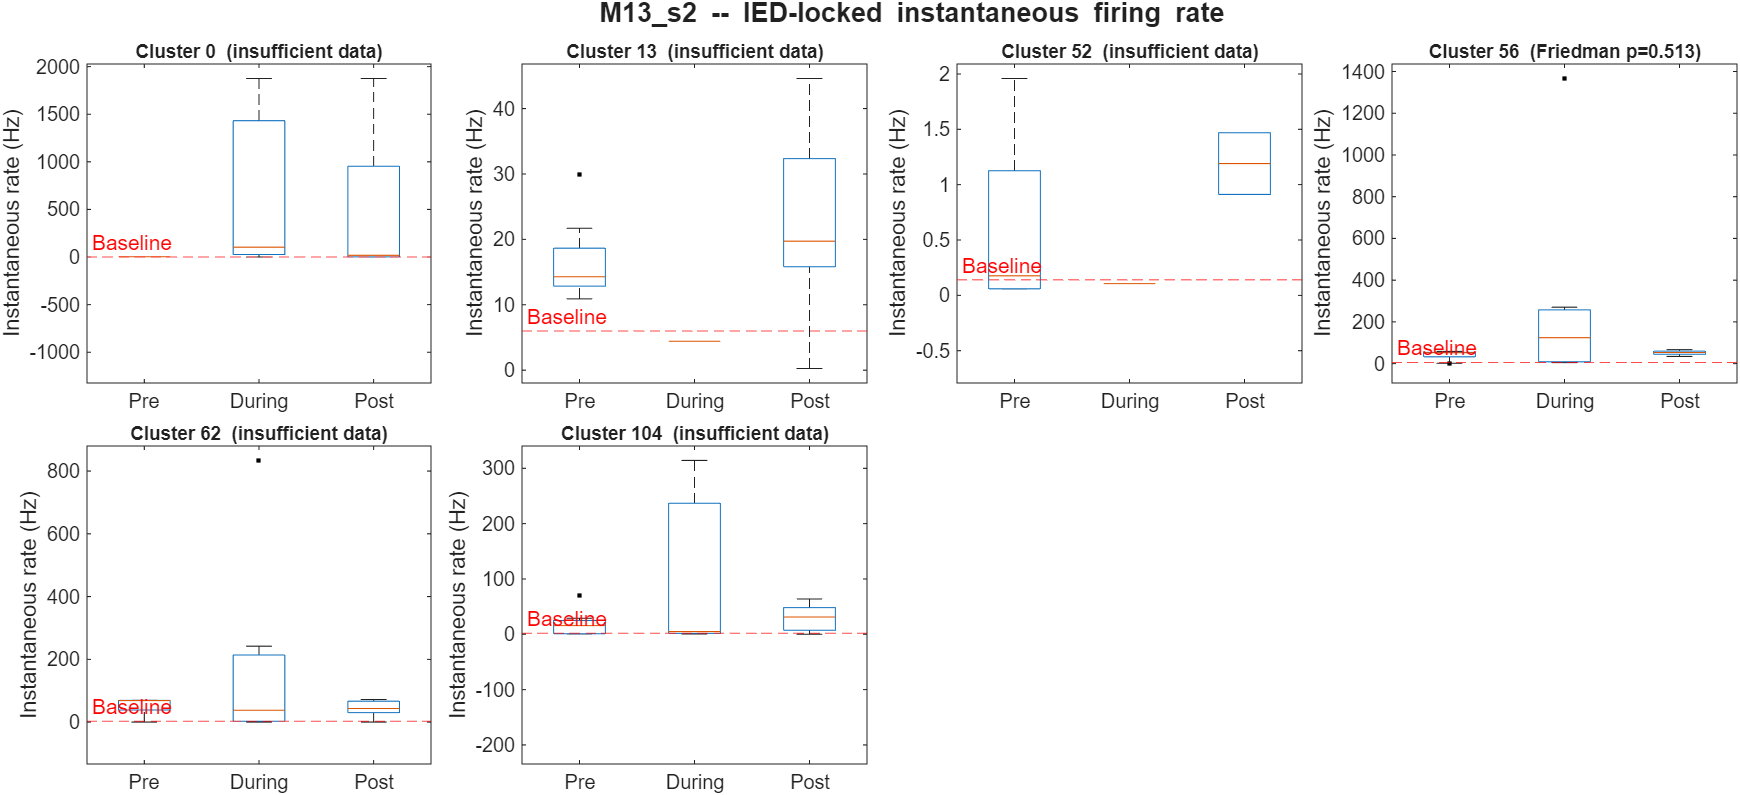 M13_s2 -- IED-locked instantaneous firing rate
Cluster 0 (insufficient data)
Instantaneous rate (Hz)
2000
1500
1000
500
0
-500
-1000
Baseline
Pre During Post
Cluster 13 (insufficient data)
Instantaneous rate (Hz)
40
30
20
10
0
Baseline
Pre During Post
Cluster 52 (insufficient data)
Instantaneous rate (Hz)
2
1.5
1
0.5
0
-0.5
Baseline
Pre During Post
Cluster 56 (Friedman p=0.513)
Instantaneous rate (Hz)
1400
1200
1000
800
600
400
200
0
Baseline
Pre During Post
Cluster 62 (insufficient data)
Instantaneous rate (Hz)
800
600
400
200
0
Baseline
Pre During Post
Cluster 104 (insufficient data)
Instantaneous rate (Hz)
300
200
100
0
-100
-200
Baseline
Pre During Post